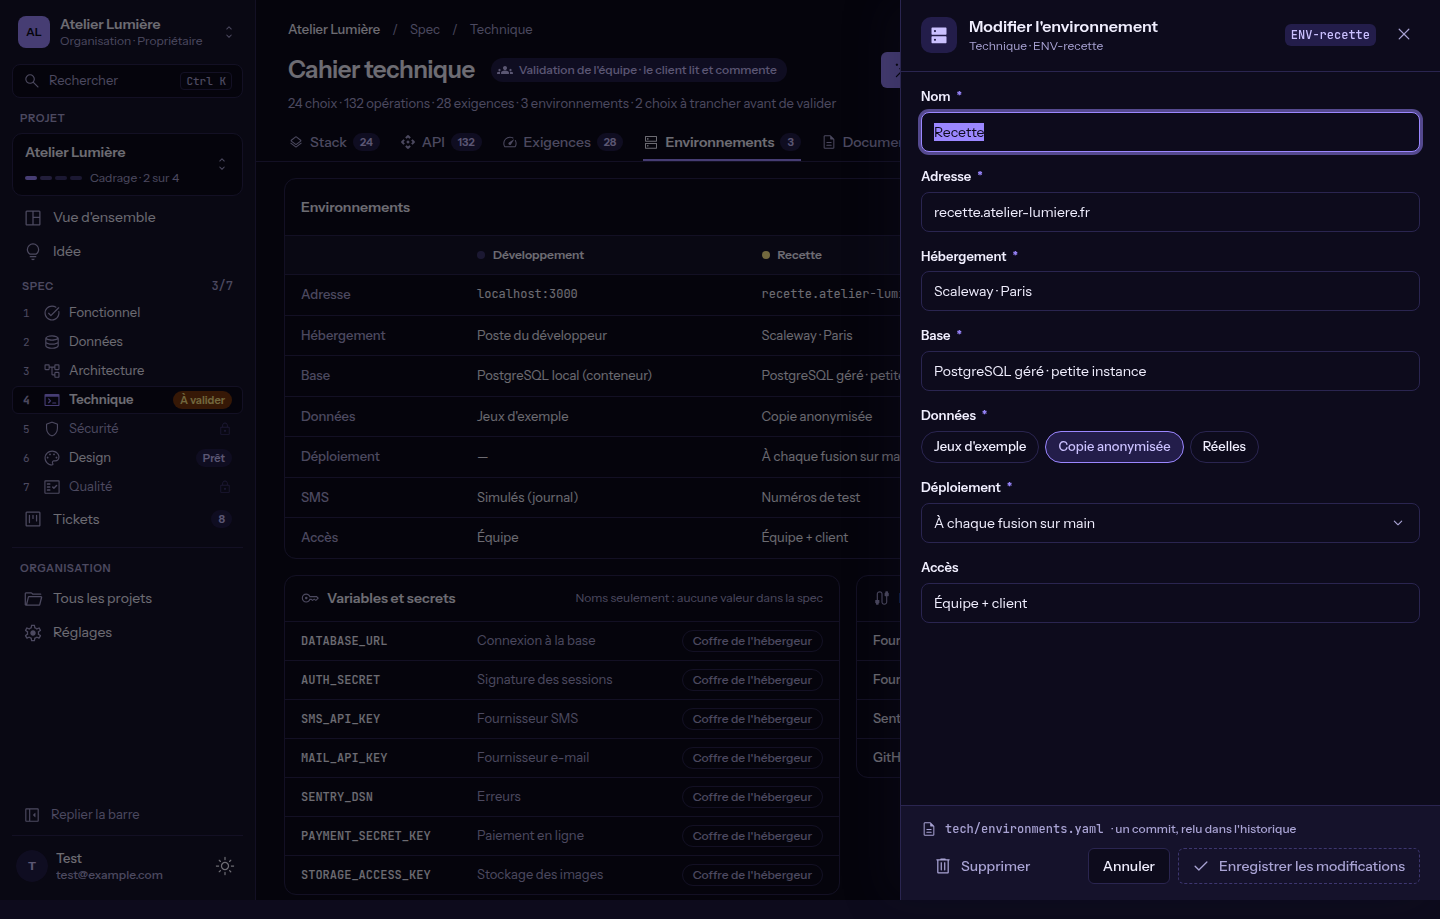 AL
Atelier Lumière
Organisation · Propriétaire
Rechercher
Ctrl K
PROJET
Atelier Lumière
Cadrage · 2 sur 4
Vue d'ensemble
Idée
SPEC 3/7
1 Fonctionnel
2 Données
3 Architecture
4 Technique À valider
5 Sécurité
6 Design Prêt
7 Qualité
Tickets 8
ORGANISATION
Tous les projets
Réglages
Replier la barre
T
Test
test@example.com
Atelier Lumière / Spec / Technique
Cahier technique
Validation de l'équipe · le client lit et commente
24 choix · 132 opérations · 28 exigences · 3 environnements · 2 choix à trancher avant de valider
Stack 24 API 132 Exigences 28 Environnements 3
Environnements
Développement Recette
Adresse localhost:3000
Hébergement Poste du développeur Scaleway · Paris
Base PostgreSQL local (conteneur) PostgreSQL géré ·
Données Jeux d'exemple Copie anonymisée
Déploiement — À chaque fusion sur
SMS Simulés (journal) Numéros de test
Accès Équipe Équipe + client
Variables et secrets Noms seulement : aucune valeur dans la spec
DATABASE_URL Connexion à la base Coffre de l'hébergeur
AUTH_SECRET Signature des sessions Coffre de l'hébergeur
SMS_API_KEY Fournisseur SMS Coffre de l'hébergeur
MAIL_API_KEY Fournisseur e-mail Coffre de l'hébergeur
SENTRY_DSN Erreurs Coffre de l'hébergeur
PAYMENT_SECRET_KEY Paiement en ligne Coffre de l'hébergeur
STORAGE_ACCESS_KEY Stockage des images Coffre de l'hébergeur
Modifier l'environnement
Technique · ENV-recette
ENV-recette
Nom *
Recette
Adresse *
recette.atelier-lumiere.fr
Hébergement *
Scaleway · Paris
Base *
PostgreSQL géré · petite instance
Données *
Jeux d'exemple Copie anonymisée Réelles
Déploiement *
À chaque fusion sur main
Accès
Équipe + client
tech/environments.yaml · un commit, relu dans l'historique
Supprimer Annuler Enregistrer les modifications